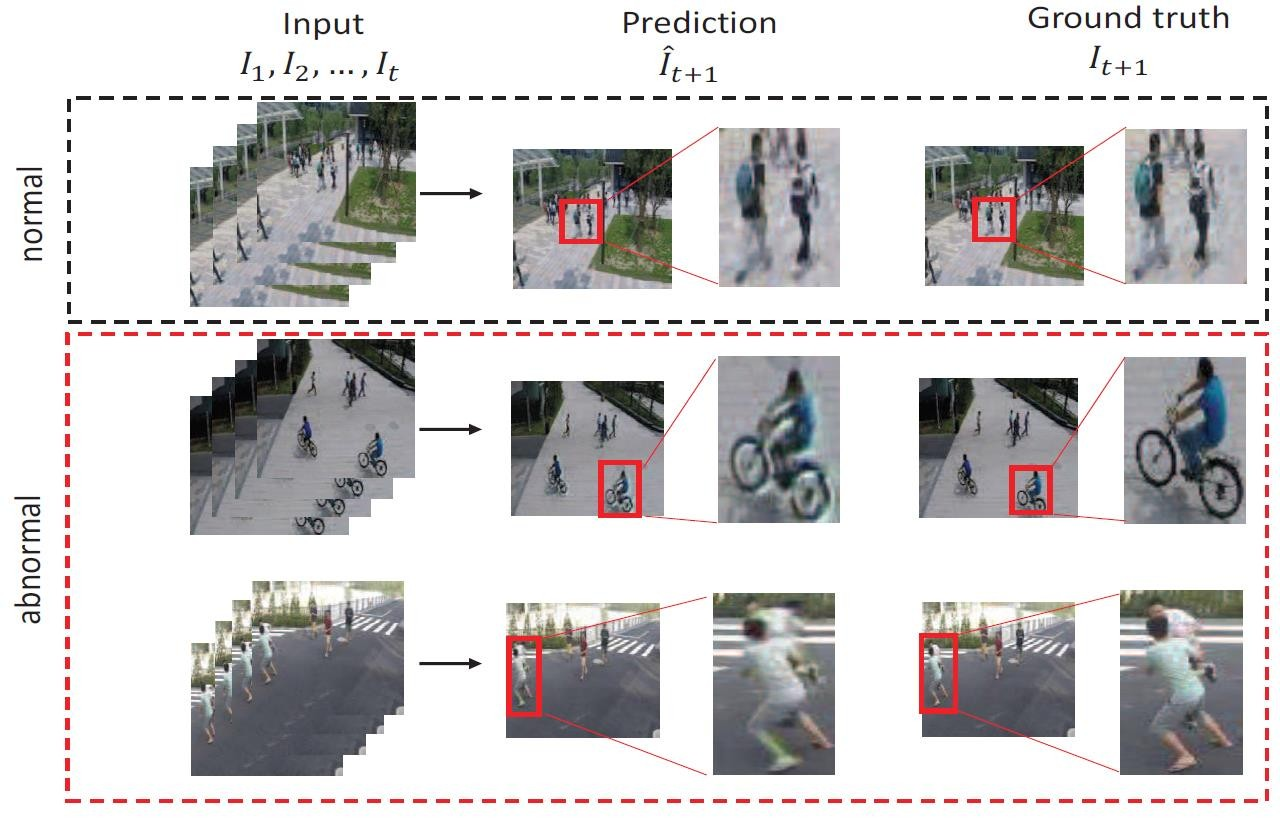 Input
Prediction
Ground truth
I₁, I₂, ..., Iₜ
Îₜ₊₁
Iₜ₊₁
normal
abnormal